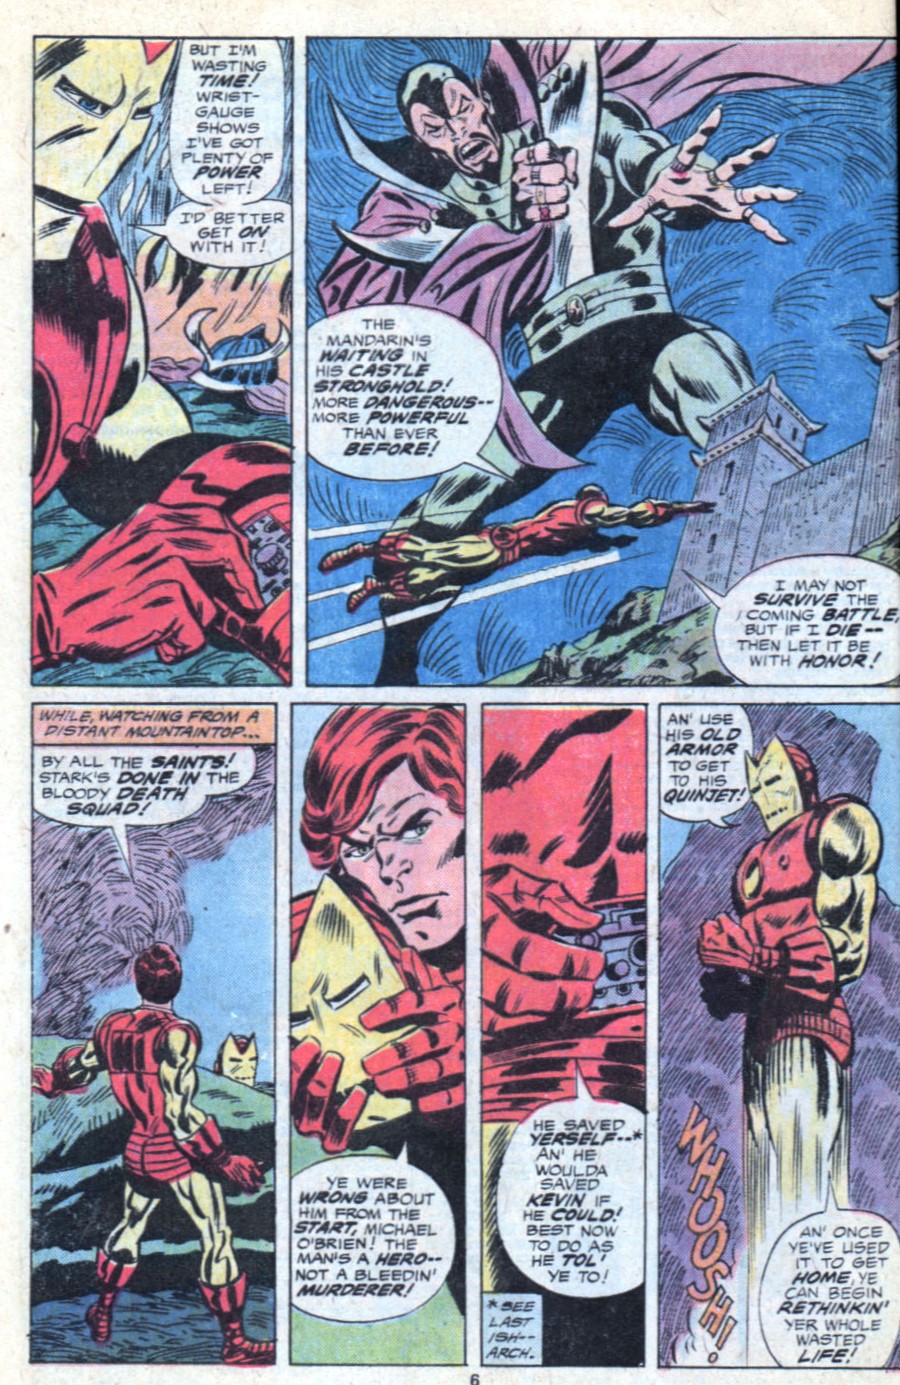 BUT I'M
WASTING
TIME!
WRIST-
GAUGE
SHOWS
I'VE GOT
PLENTY OF
POWER
LEFT!
I'D BETTER
GET ON
WITH IT!
THE
MANDARIN'S
WAITING IN
HIS CASTLE
STRONGHOLD!
MORE DANGEROUS--
MORE POWERFUL
THAN EVER
BEFORE!
I MAY NOT
SURVIVE THE
COMING BATTLE,
BUT IF I DIE--
THEN LET IT BE
WITH HONOR!
WHILE, WATCHING FROM A
DISTANT MOUNTAINTOP...
BY ALL THE SAINTS!
STARK'S DONE IN THE
BLOODY DEATH
SQUAD!
YE WERE
WRONG ABOUT
HIM FROM THE
START, MICHAEL
O'BRIEN! THE
MAN'S A HERO--
NOT A BLEEDIN'
MURDERER!
HE SAVED
YERSELF--*
AN' HE
WOULDA
SAVED
KEVIN IF
HE COULD!
BEST NOW
TO DO AS
HE TOL'
YE TO!
*SEE
LAST
ISH--
ARCH.
AN' USE
HIS OLD
ARMOR
TO GET
TO HIS
QUINJET!
WHOOSH!
AN' ONCE
YE'VE USED
IT TO GET
HOME, YE
CAN BEGIN
RETHINKIN'
YER WHOLE
WASTED
LIFE!
6